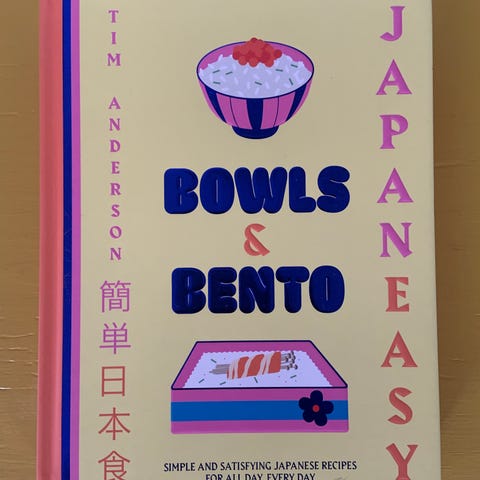 TIM ANDERSON
簡単日本食
BOWLS
&
BENTO
JAPANEASY
SIMPLE AND SATISFYING JAPANESE RECIPES
FOR ALL DAY, EVERY DAY